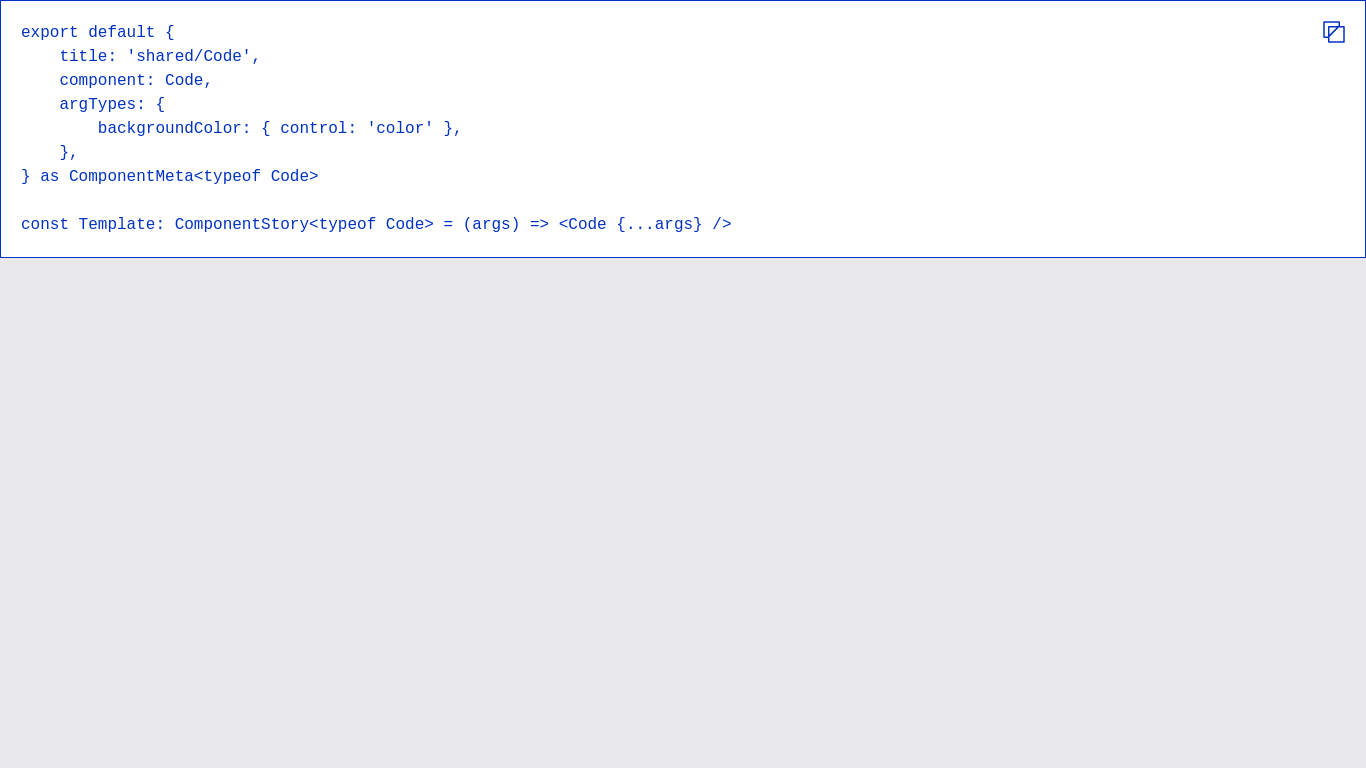 export default {
    title: 'shared/Code',
    component: Code,
    argTypes: {
        backgroundColor: { control: 'color' },
    },
} as ComponentMeta<typeof Code>

const Template: ComponentStory<typeof Code> = (args) => <Code {...args} />